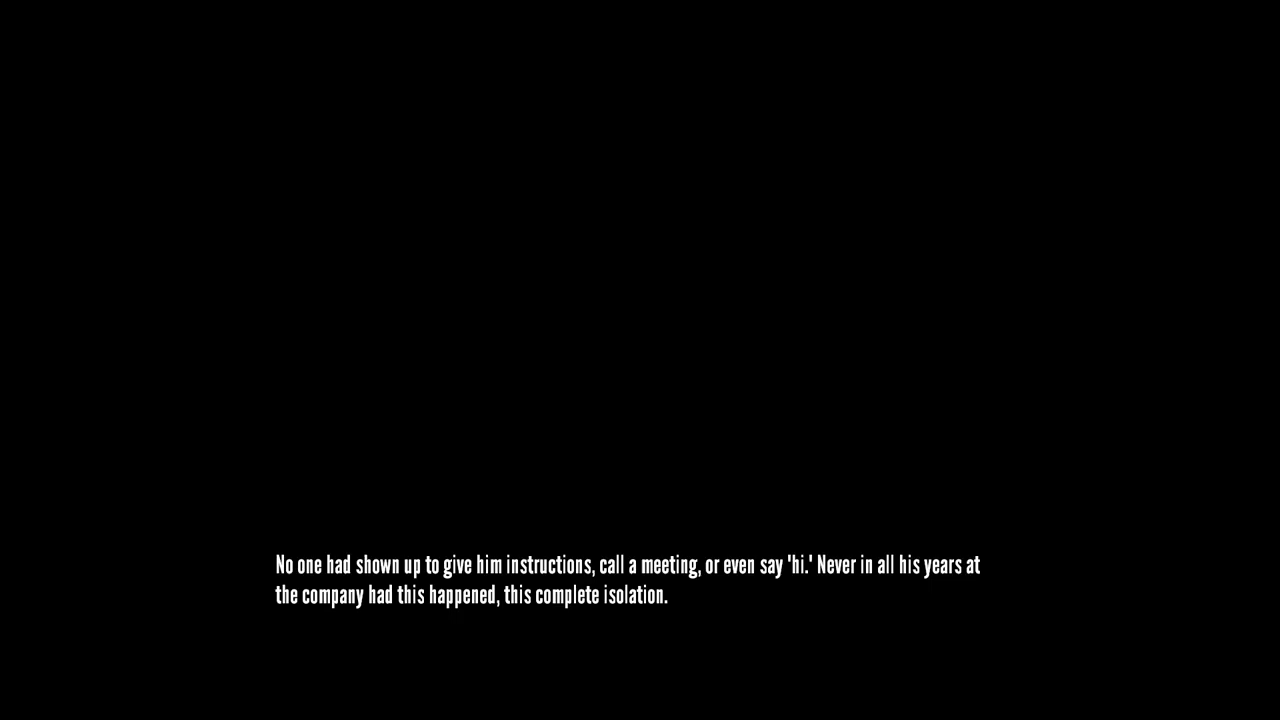 No one had shown up to give him instructions, call a meeting, or even say 'hi.' Never in all his years at
the company had this happened, this complete isolation.